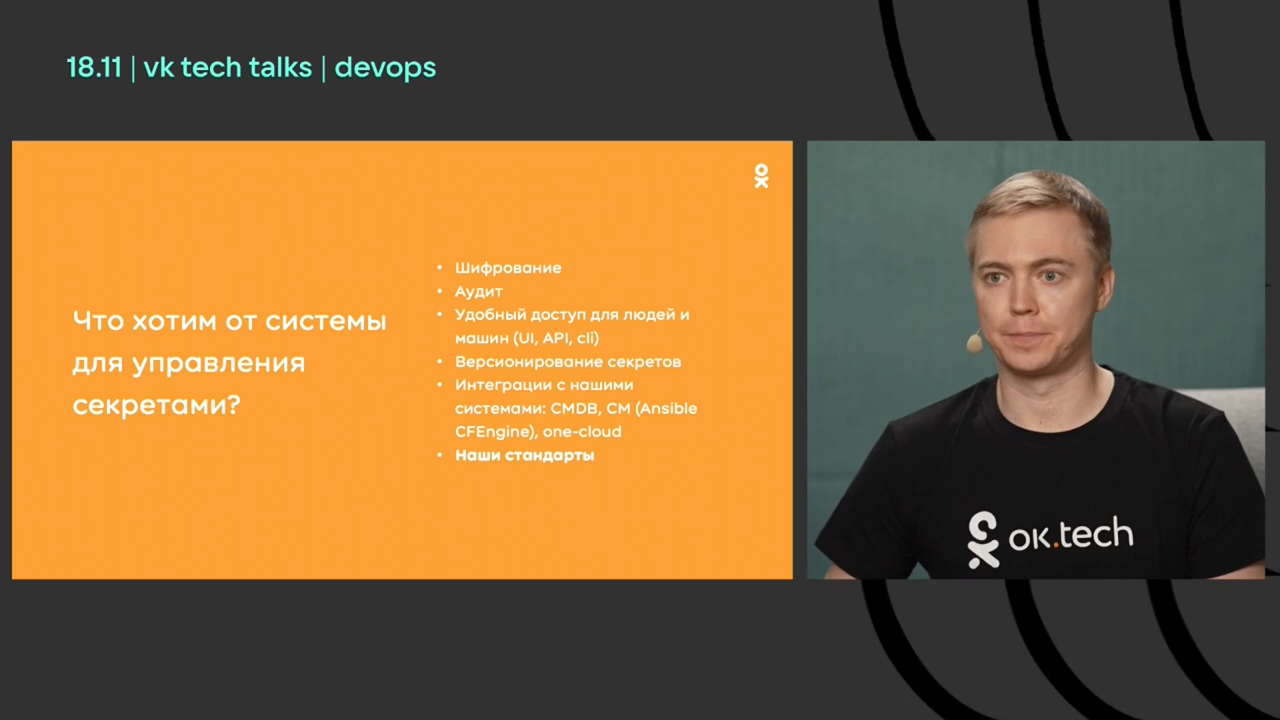 18.11 | vk tech talks | devops
Что хотим от системы
для управления
секретами?
• Шифрование
• Аудит
• Удобный доступ для людей и
машин (UI, API, cli)
• Версионирование секретов
• Интеграции с нашими
системами: CMDB, CM (Ansible
CFEngine), one-cloud
• Наши стандарты
ок.tech